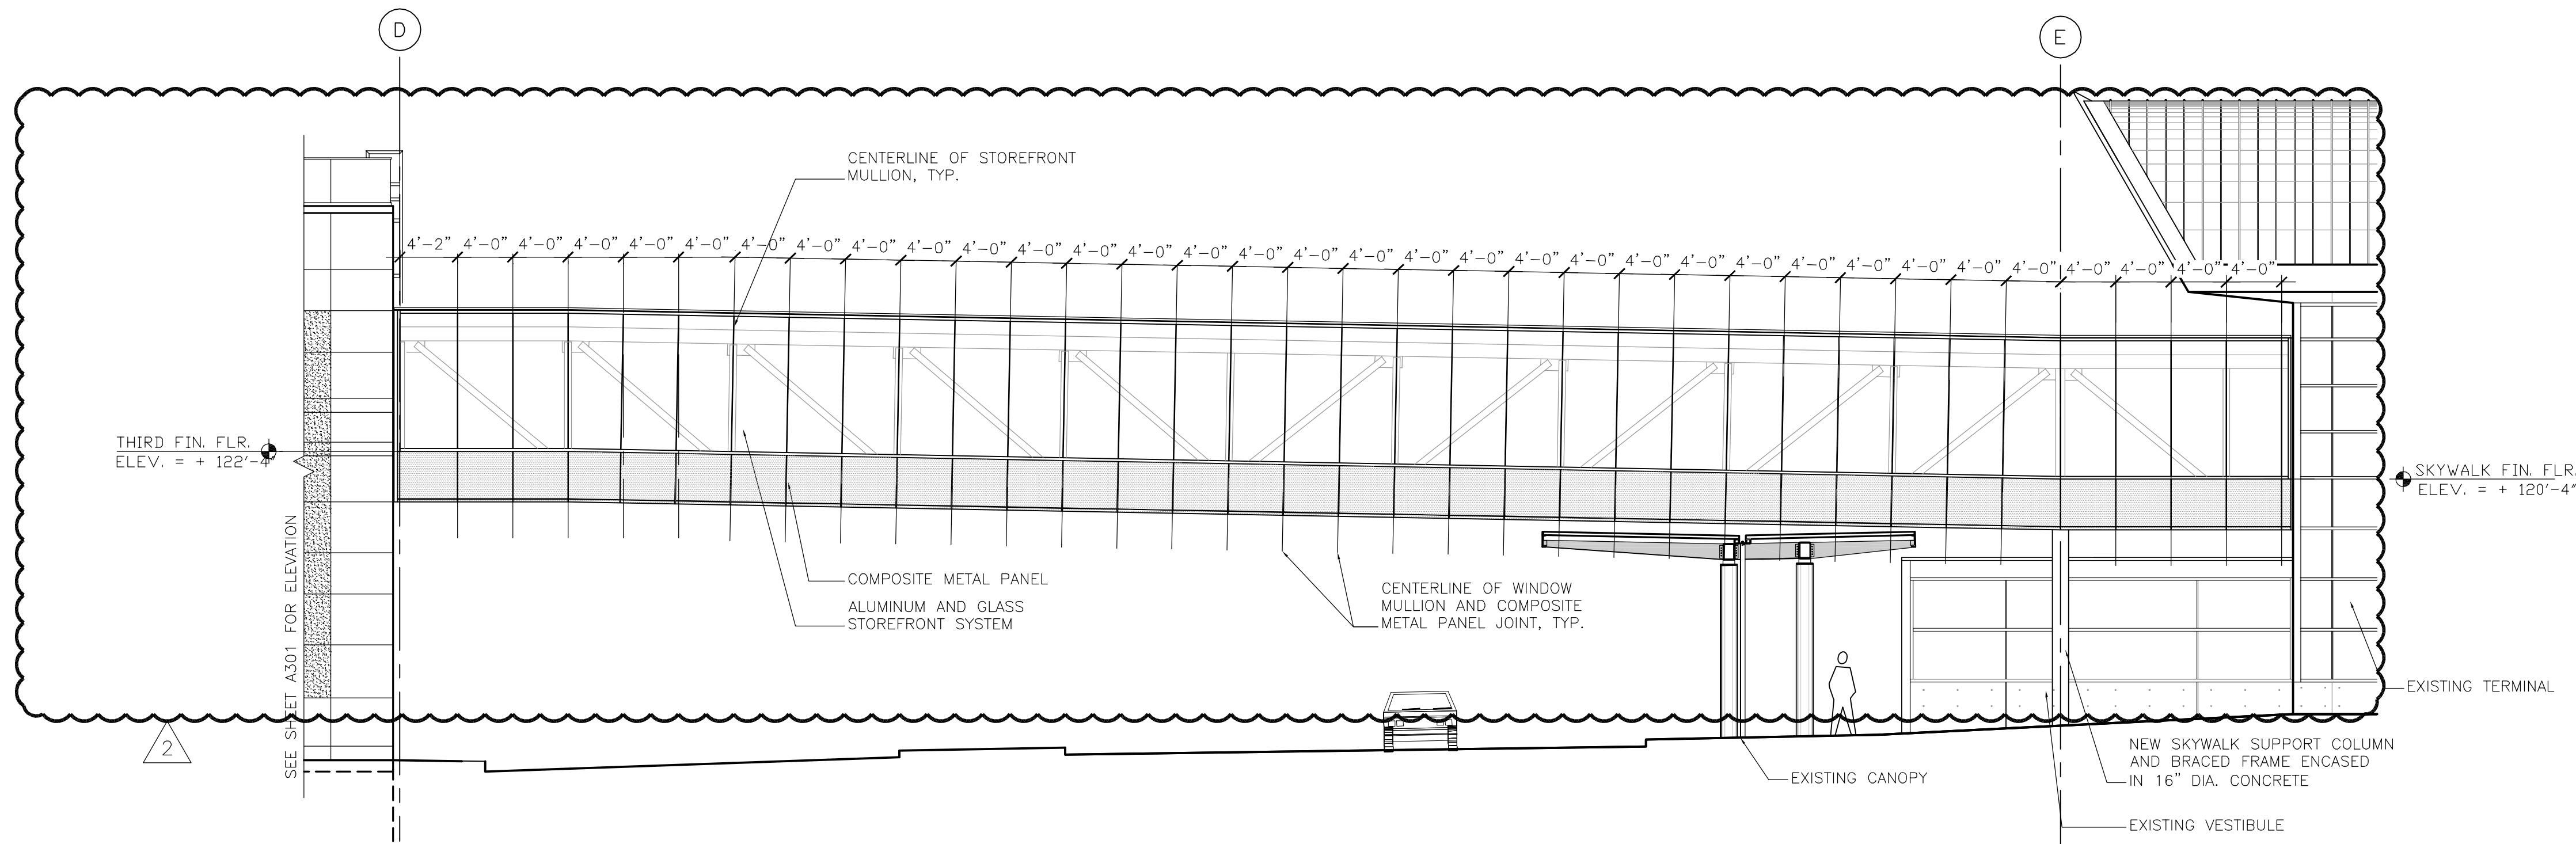 D
E
CENTERLINE OF STOREFRONT
MULLION, TYP.
4'-2" 4'-0" 4'-0" 4'-0" 4'-0" 4'-0" 4'-0" 4'-0" 4'-0" 4'-0" 4'-0" 4'-0" 4'-0" 4'-0" 4'-0" 4'-0" 4'-0" 4'-0" 4'-0" 4'-0" 4'-0" 4'-0" 4'-0" 4'-0" 4'-0" 4'-0" 4'-0" 4'-0" 4'-0" 4'-0" 4'-0" 4'-0" 4'-0" 4'-0"
THIRD FIN. FLR.
ELEV. = + 122'-4"
SKYWALK FIN. FLR.
ELEV. = + 120'-4"
SEE SHEET A301 FOR ELEVATION
COMPOSITE METAL PANEL
ALUMINUM AND GLASS
STOREFRONT SYSTEM
CENTERLINE OF WINDOW
MULLION AND COMPOSITE
METAL PANEL JOINT, TYP.
EXISTING TERMINAL
2
NEW SKYWALK SUPPORT COLUMN
AND BRACED FRAME ENCASED
IN 16" DIA. CONCRETE
EXISTING CANOPY
EXISTING VESTIBULE